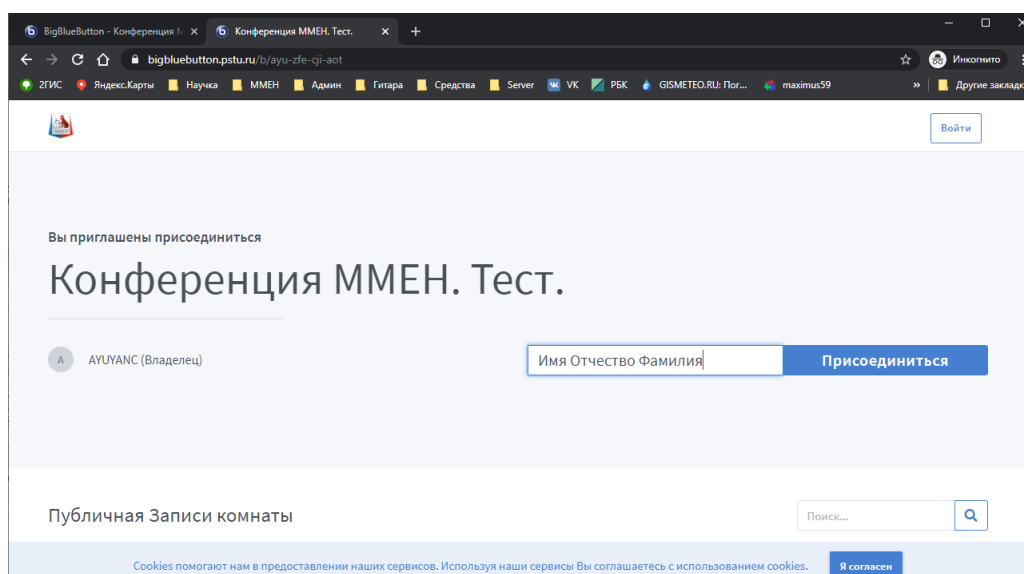 BigBlueButton - Конференция М
Конференция ММЕН. Тест.
bigbluebutton.pstu.ru/b/ayu-zfe-cji-aot
Инкогнито
2ГИС Яндекс.Карты Научка ММЕН Админ Гитара Средства Server VK РБК GISMETEO.RU: Пог... maximus59 » Другие закладк
Войти
Вы приглашены присоединиться
Конференция ММЕН. Тест.
A AYUYANC (Владелец)
Имя Отчество Фамилия Присоединиться
Публичная Записи комнаты
Поиск...
Cookies помогают нам в предоставлении наших сервисов. Используя наши сервисы Вы соглашаетесь с использованием cookies. Я согласен